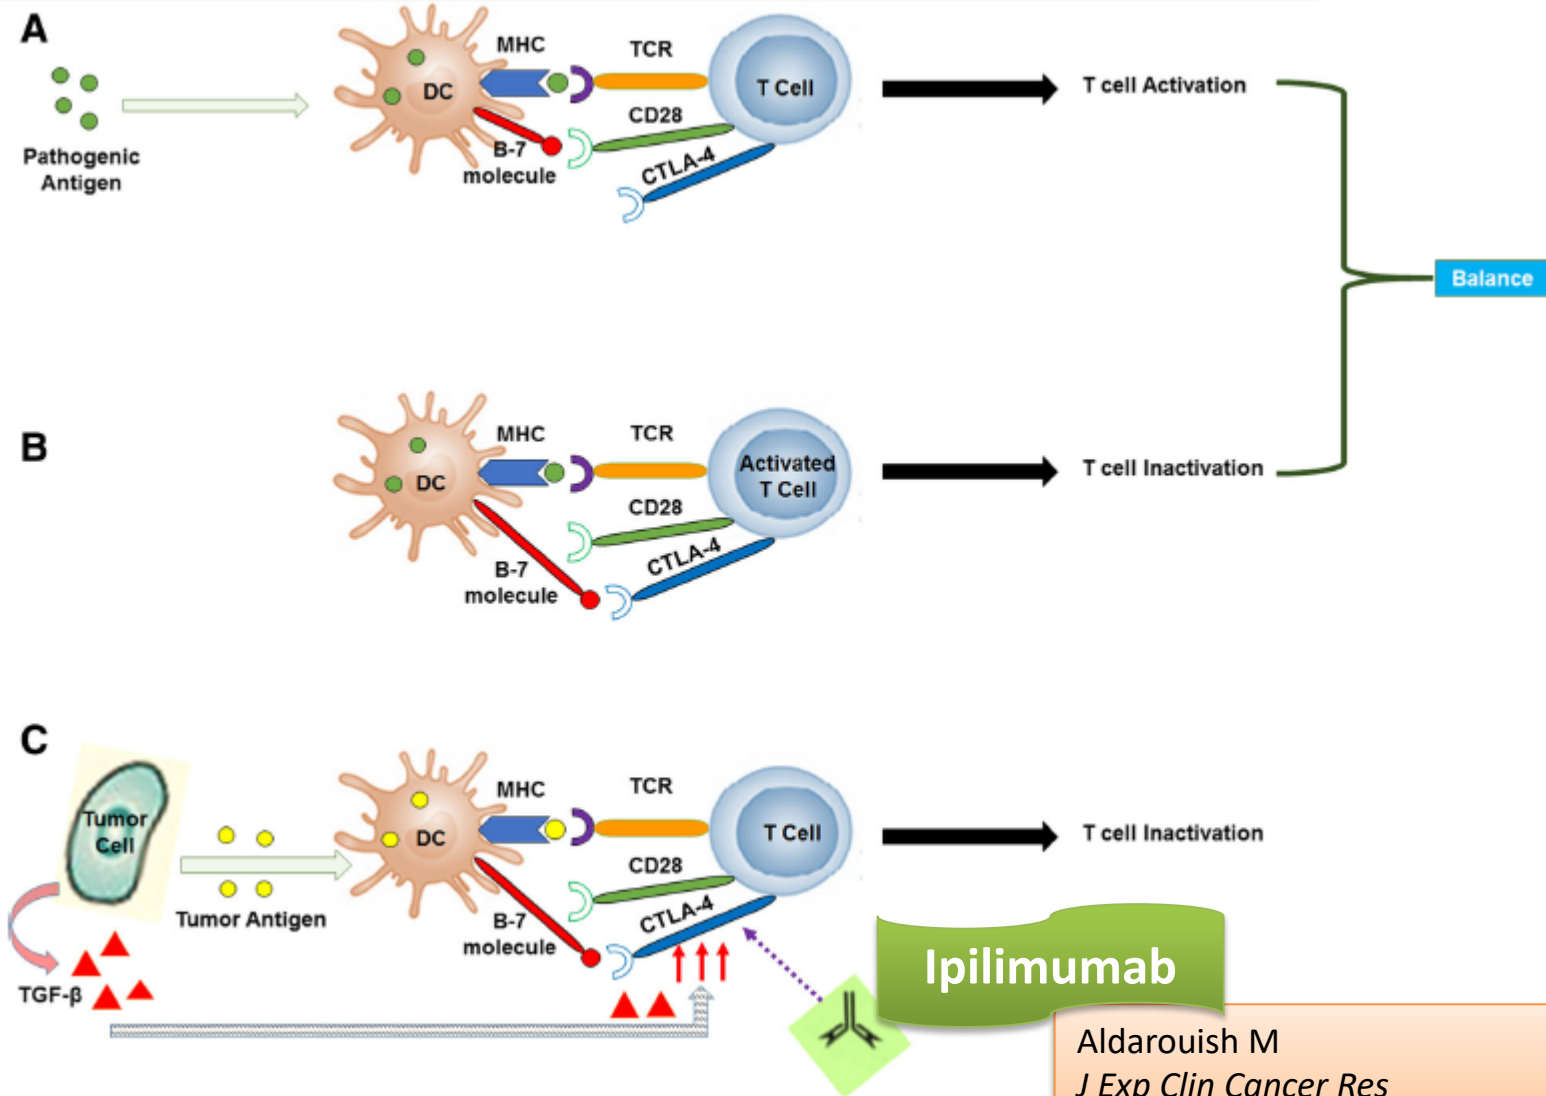 A
Pathogenic
Antigen
DC
MHC
TCR
CD28
B-7
molecule
CTLA-4
T Cell
T cell Activation
Balance
B
DC
MHC
TCR
CD28
B-7
molecule
CTLA-4
Activated
T Cell
T cell Inactivation
C
Tumor
Cell
Tumor Antigen
TGF-β
DC
MHC
TCR
CD28
B-7
molecule
CTLA-4
T Cell
T cell Inactivation
Ipilimumab
Aldarouish M
J Exp Clin Cancer Res